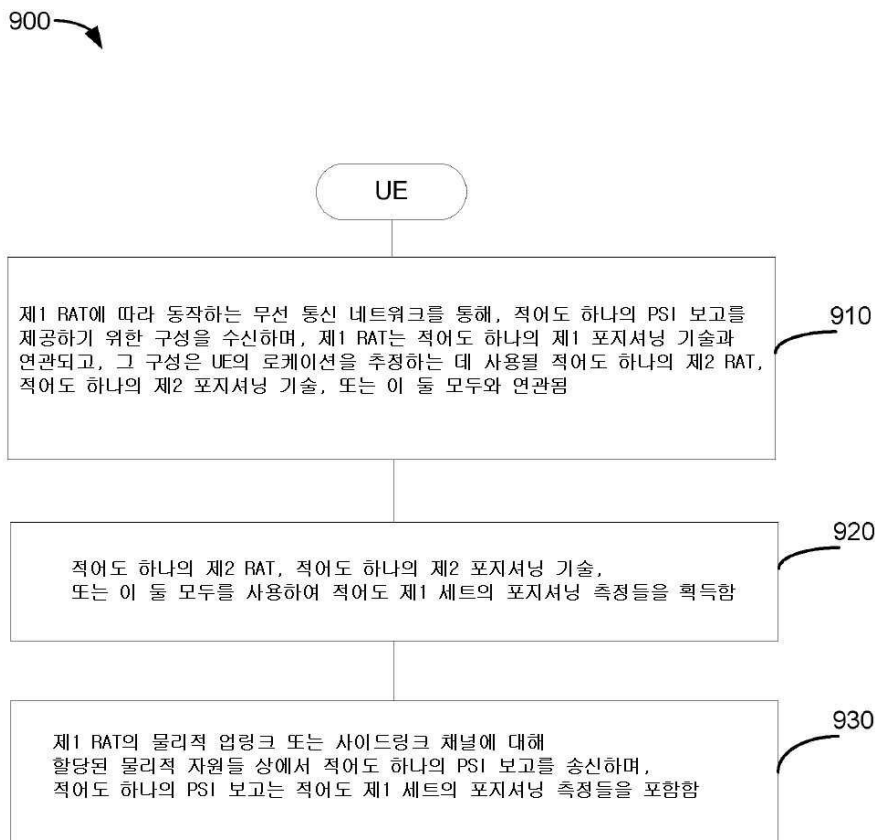 900
UE
제1 RAT에 따라 동작하는 무선 통신 네트워크를 통해, 적어도 하나의 PSI 보고를
제공하기 위한 구성을 수신하며, 제1 RAT는 적어도 하나의 제1 포지셔닝 기술과
연관되고, 그 구성은 UE의 로케이션을 추정하는 데 사용될 적어도 하나의 제2 RAT,
적어도 하나의 제2 포지셔닝 기술, 또는 이 둘 모두와 연관됨
910
적어도 하나의 제2 RAT, 적어도 하나의 제2 포지셔닝 기술,
또는 이 둘 모두를 사용하여 적어도 제1 세트의 포지셔닝 측정들을 획득함
920
제1 RAT의 물리적 업링크 또는 사이드링크 채널에 대해
할당된 물리적 자원들 상에서 적어도 하나의 PSI 보고를 송신하며,
적어도 하나의 PSI 보고는 적어도 제1 세트의 포지셔닝 측정들을 포함함
930